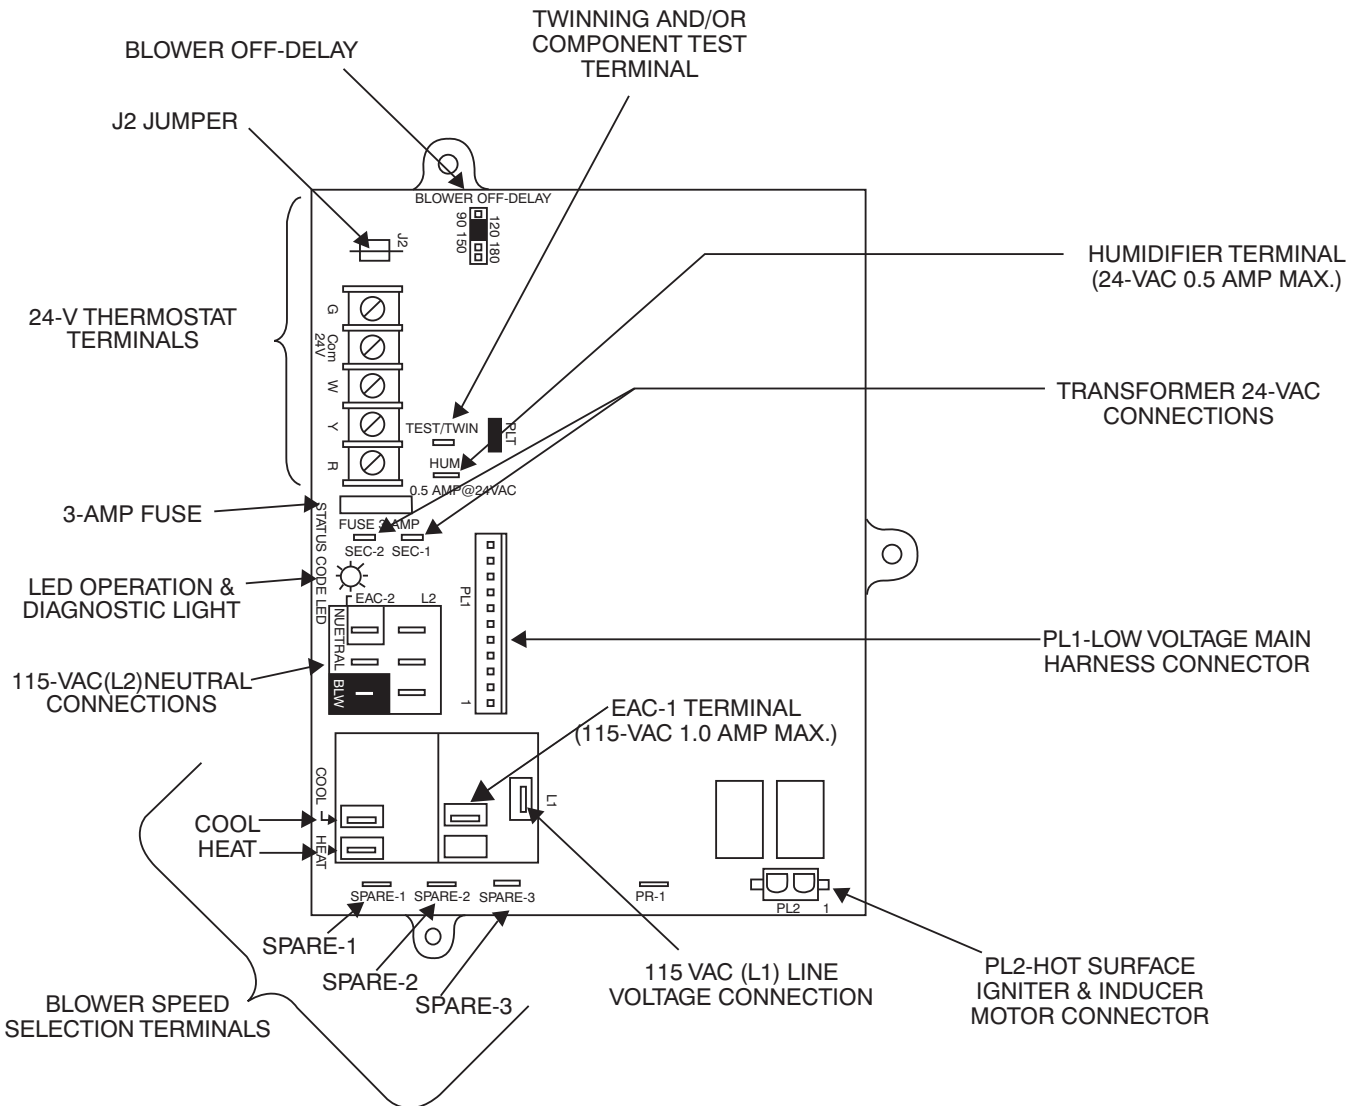 TWINNING AND/OR
COMPONENT TEST
TERMINAL
BLOWER OFF-DELAY
J2 JUMPER
BLOWER OFF-DELAY
90 150
120 180
J2
HUMIDIFIER TERMINAL
(24-VAC 0.5 AMP MAX.)
24-V THERMOSTAT
TERMINALS
G
Com
24V
W
Y
R
TRANSFORMER 24-VAC
CONNECTIONS
TEST/TWIN
PLT
HUM
0.5 AMP@24VAC
3-AMP FUSE
FUSE 3-AMP
STATUS CODE LED
SEC-2 SEC-1
LED OPERATION &
DIAGNOSTIC LIGHT
EAC-2 L2
NUETRAL
BLW
PL1
1
PL1-LOW VOLTAGE MAIN
HARNESS CONNECTOR
115-VAC(L2)NEUTRAL
CONNECTIONS
EAC-1 TERMINAL
(115-VAC 1.0 AMP MAX.)
COOL
HEAT
L1
COOL
HEAT
SPARE-1 SPARE-2 SPARE-3
PR-1
PL2 1
SPARE-1
SPARE-2
SPARE-3
BLOWER SPEED
SELECTION TERMINALS
115 VAC (L1) LINE
VOLTAGE CONNECTION
PL2-HOT SURFACE
IGNITER & INDUCER
MOTOR CONNECTOR